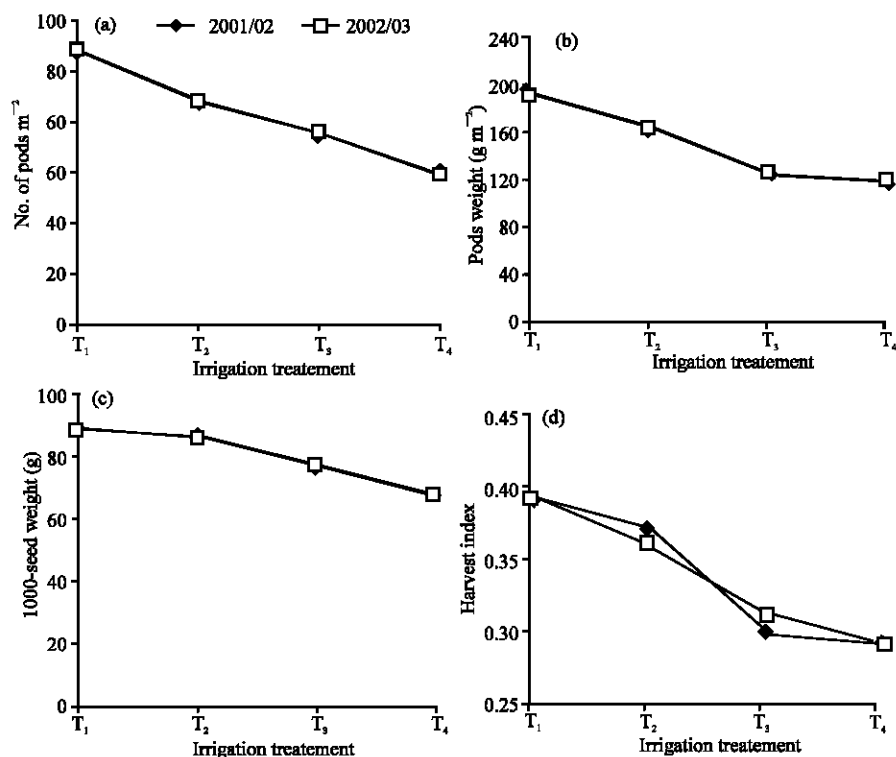 (a)
2001/02
2002/03
No. of pods m⁻²
100
80
60
60
40
20
0
T₁ T₂ T₃ T₄
Irrigation treatement
(b)
Pods weight (g m⁻²)
240
200
160
120
80
40
0
T₁ T₂ T₃ T₄
Irrigation treatement
(c)
1000-seed weight (g)
100
80
60
40
20
0
T₁ T₂ T₃ T₄
Irrigation treatement
(d)
Harvest index
0.45
0.40
0.35
0.30
0.25
T₁ T₂ T₃ T₄
Irrigation treatement